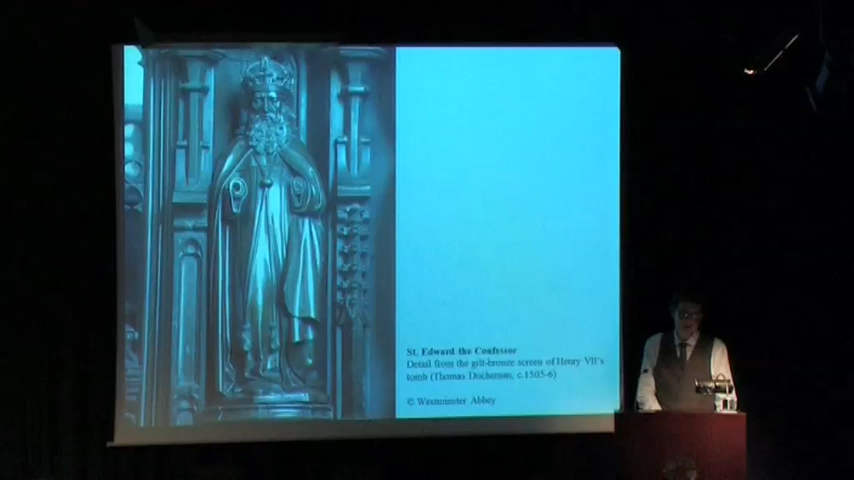 St. Edward the Confessor
Detail from the gilt-bronze screen of Henry VII's
tomb (Thomas Ducheman, c.1505-6)
© Westminster Abbey